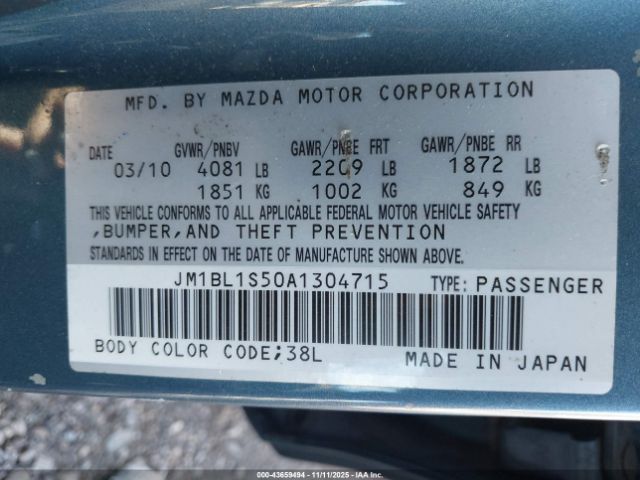 MFD. BY MAZDA MOTOR CORPORATION
DATE GVWR/PNBV GAWR/PNBE FRT GAWR/PNBE RR
03/10 4081 LB 2209 LB 1872 LB
1851 KG 1002 KG 849 KG
THIS VEHICLE CONFORMS TO ALL APPLICABLE FEDERAL MOTOR VEHICLE SAFETY
,BUMPER,AND THEFT PREVENTION
STANDARDS IN EFFECT ON THE DATE OF MANUFACTURE SHOWN ABOVE.
JM1BL1S50A1304715 TYPE: PASSENGER
BODY COLOR CODE;38L MADE IN JAPAN
000-43659494 - 11/11/2025 - IAA Inc.